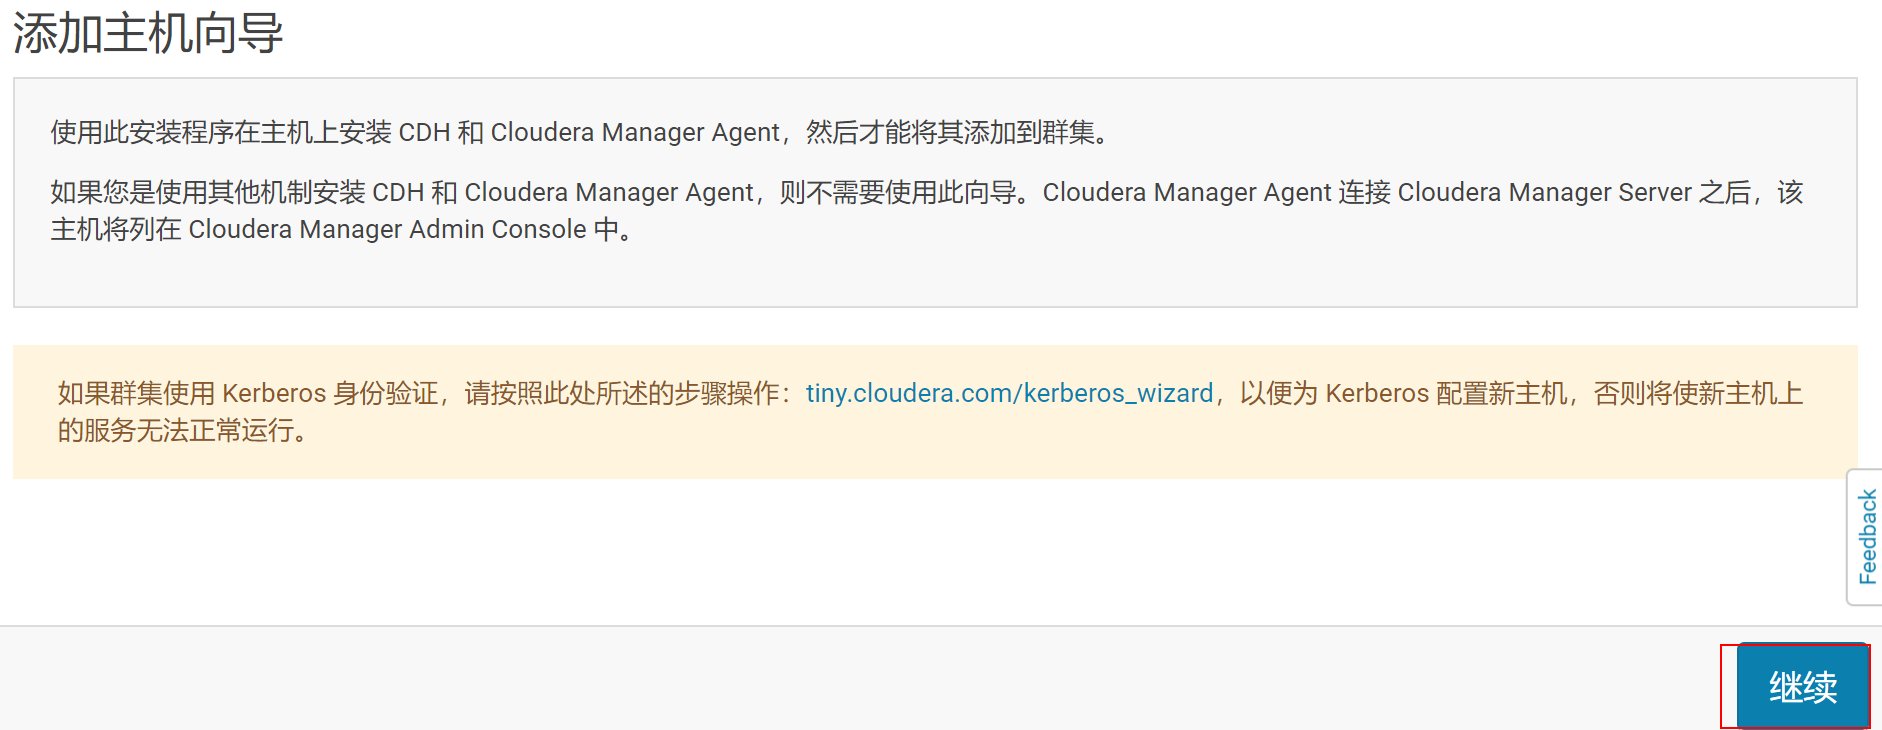 添加主机向导
使用此安装程序在主机上安装 CDH 和 Cloudera Manager Agent，然后才能将其添加到群集。
如果您是使用其他机制安装 CDH 和 Cloudera Manager Agent，则不需要使用此向导。Cloudera Manager Agent 连接 Cloudera Manager Server 之后，该
主机将列在 Cloudera Manager Admin Console 中。
如果群集使用 Kerberos 身份验证，请按照此处所述的步骤操作：tiny.cloudera.com/kerberos_wizard，以便为 Kerberos 配置新主机，否则将使新主机上
的服务无法正常运行。
Feedback
继续